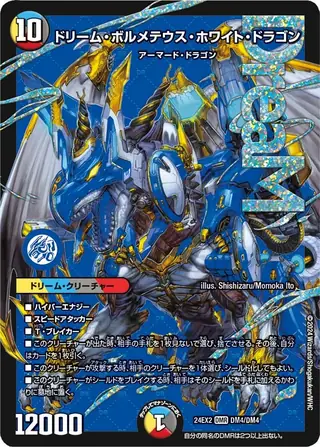 10
ドリーム・ボルメテウス・ホワイト・ドラゴン
アーマード・ドラゴン
DreaM
illus. Shishizaru/Momoka Ito
ドリーム・クリーチャー
ハイパーエナジー
スピードアタッカー
T・ブレイカー
このクリーチャーが出た時、相手の手札を1枚見ないで選び、捨てさせる。その後、自分はカードを1枚引く。
このクリーチャーが攻撃する時、相手のクリーチャーを1体選び、シールド化する。
このクリーチャーがシールドをブレイクする時、相手はそのシールドを手札に加えるかわりに墓地に置く。
12000
1
24EX2 DMR DM4/DM4
自分の同名のDREAMは2つ以上出せない。